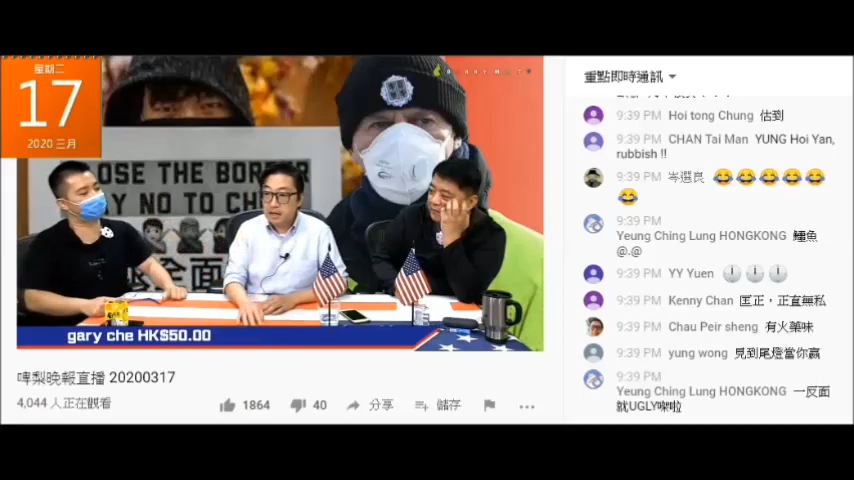 星期二
17
2020 三月
OSE THE BORDER
AY NO TO CH
全面
gary che HK$50.00
啤梨晚報直播 20200317
4,044 人正在觀看
1864
40
分享
儲存
重點即時通訊
9:39 PM Hoi tong Chung 估到
9:39 PM CHAN Tai Man YUNG Hoi Yan,
rubbish !!
9:39 PM 岑選良 😂😂😂😂😂
😂
9:39 PM
Yeung Ching Lung HONGKONG 鱷魚
@.@
9:39 PM YY Yuen
9:39 PM Kenny Chan 匡正，正直無私
9:39 PM Chau Peir sheng 有火藥味
9:39 PM yung wong 見到尾燈當你贏
9:39 PM
Yeung Ching Lung HONGKONG 一反面
就UGLY㗎啦